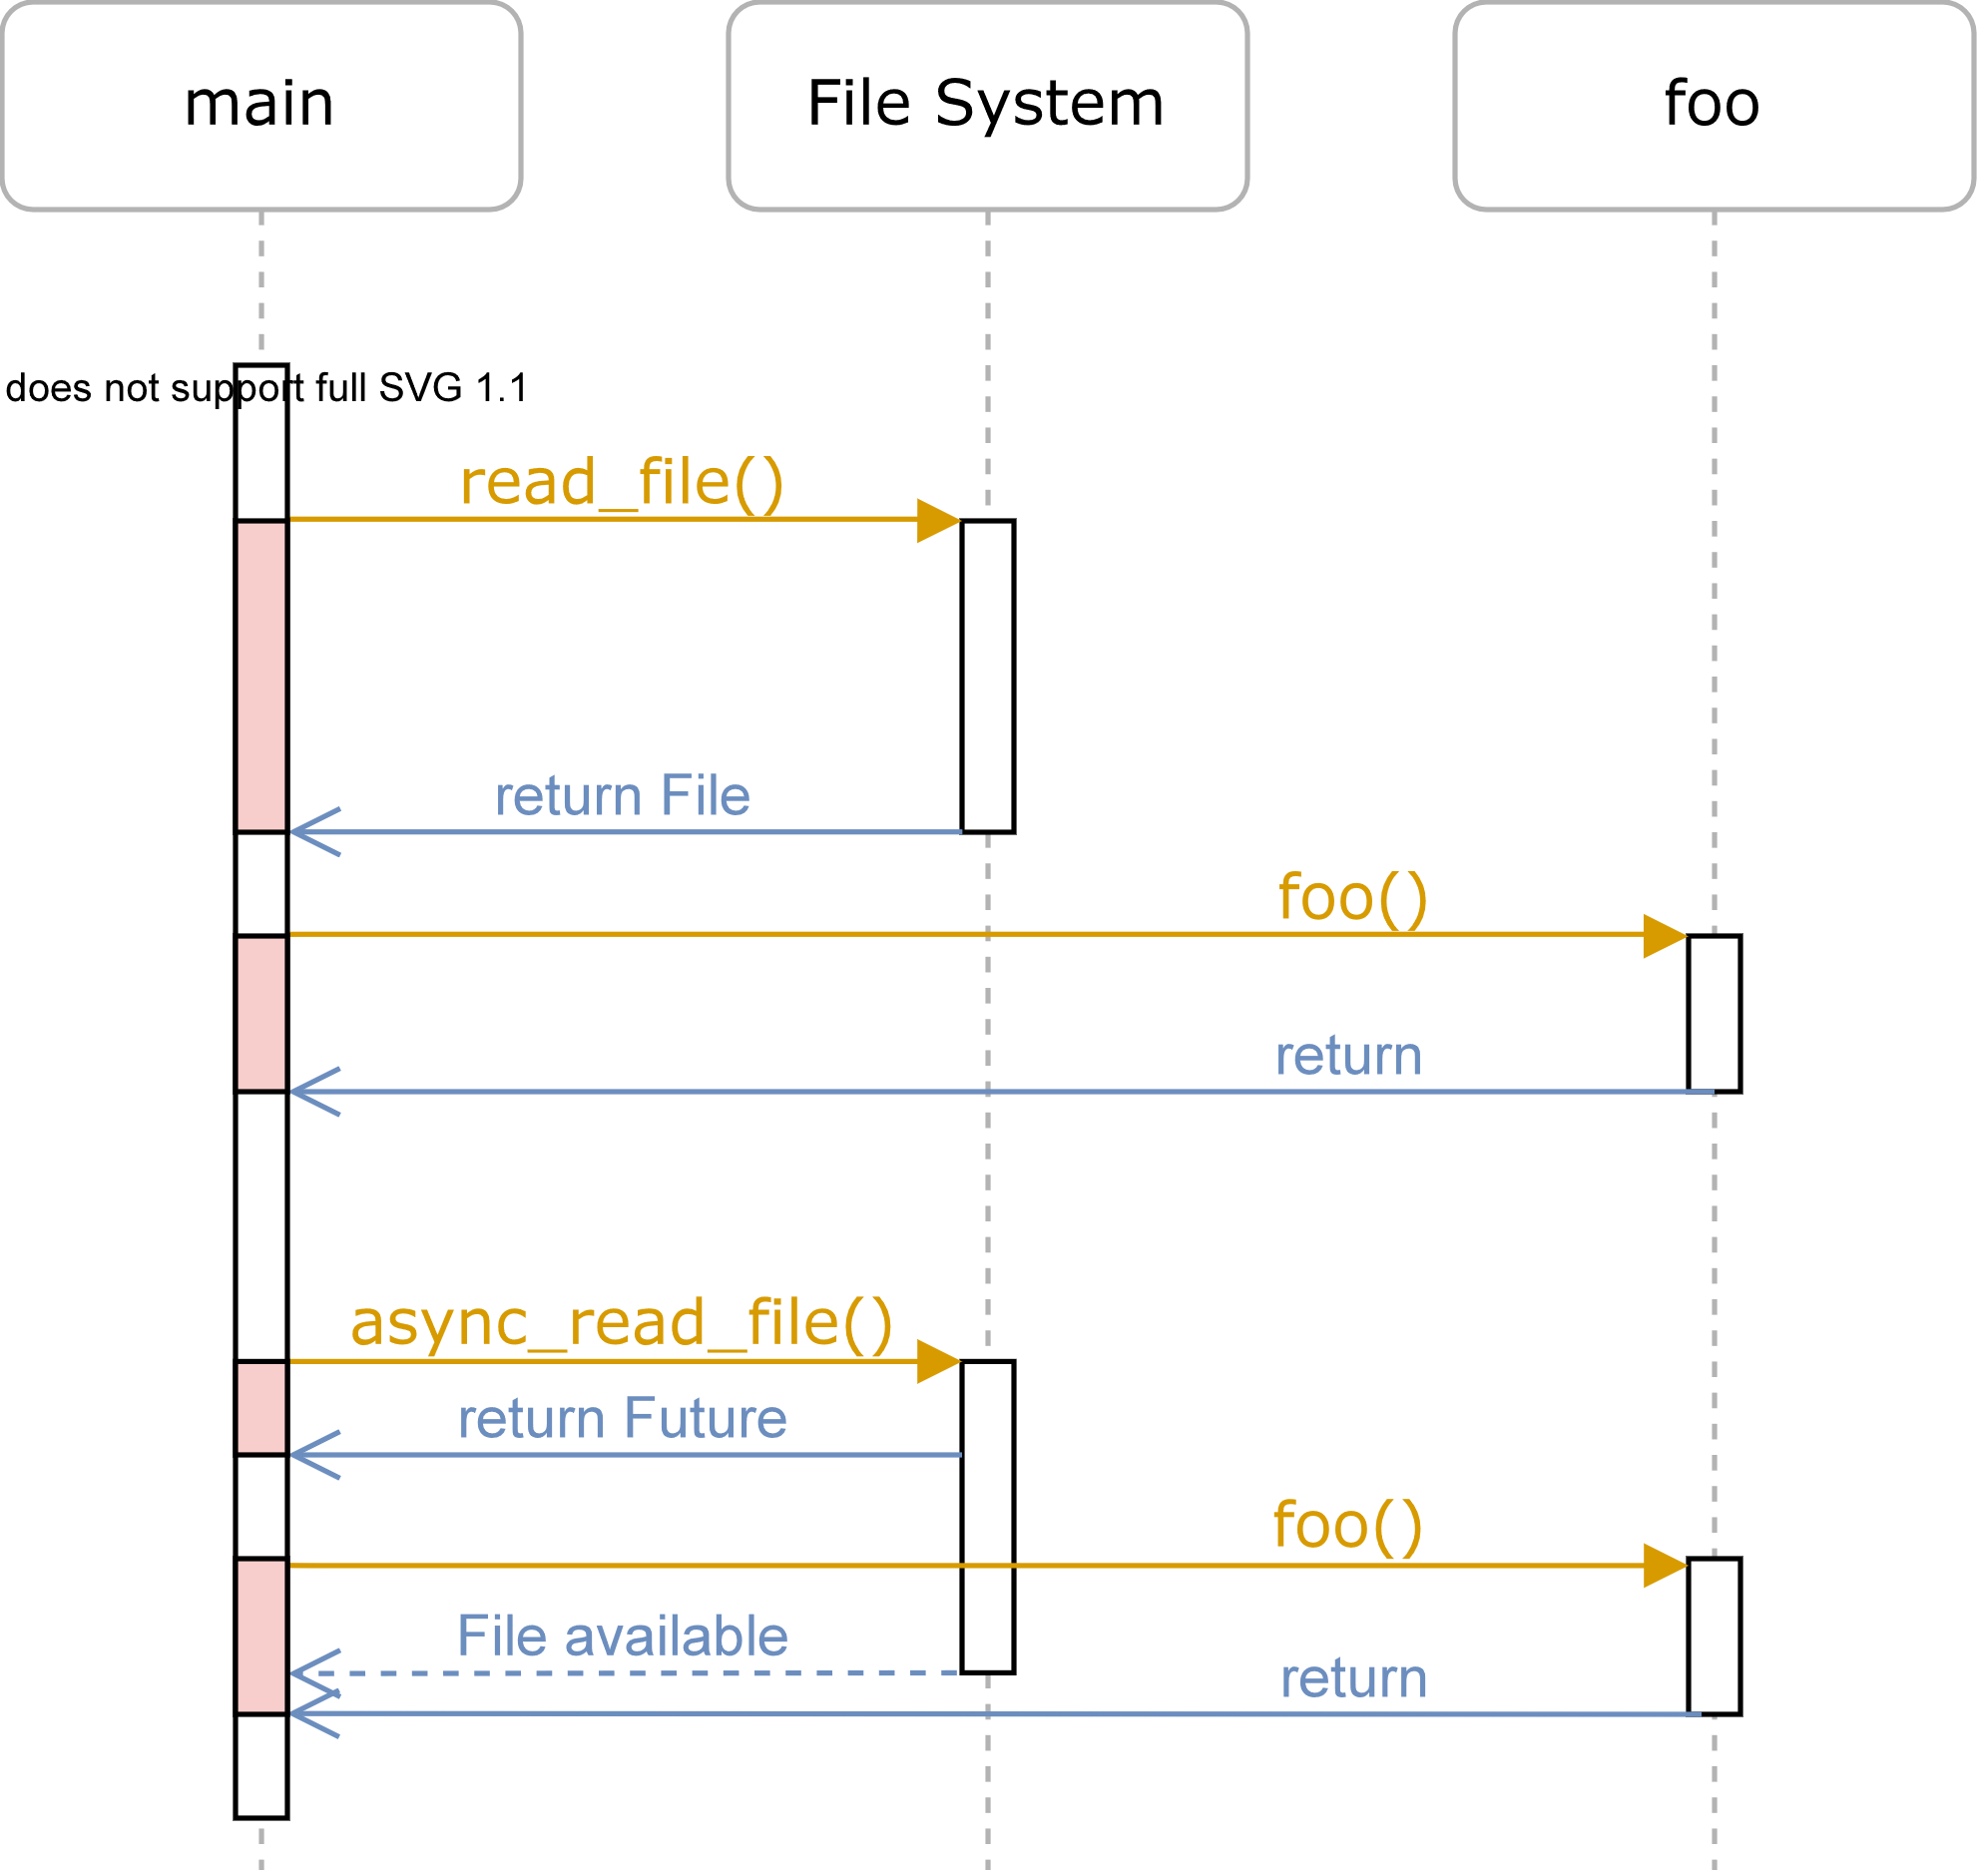 main
File System
foo
does not support full SVG 1.1
read_file()
return File
foo()
return
async_read_file()
return Future
foo()
File available
return